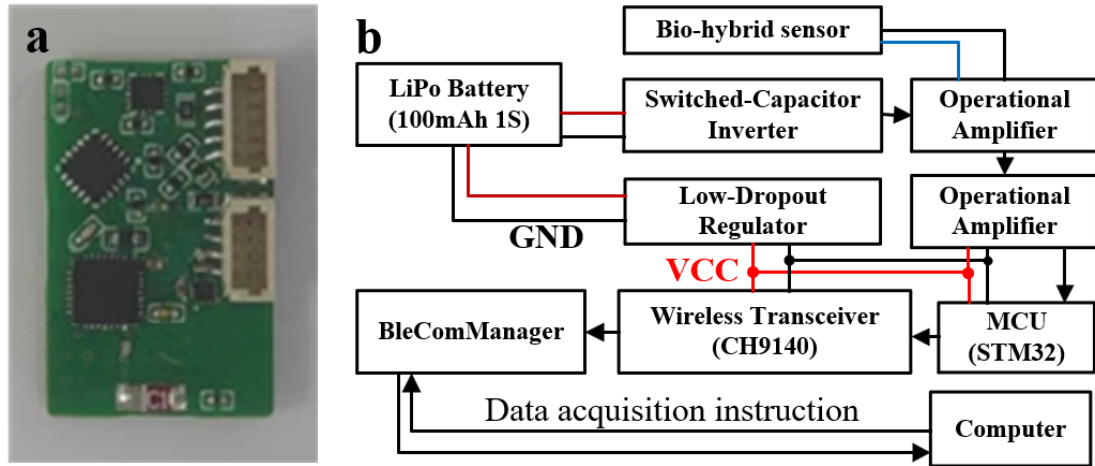 a
b
Bio-hybrid sensor
LiPo Battery
(100mAh 1S)
Switched-Capacitor
Inverter
Operational
Amplifier
Low-Dropout
Regulator
Operational
Amplifier
GND
VCC
BleComManager
Wireless Transceiver
(CH9140)
MCU
(STM32)
Data acquisition instruction
Computer